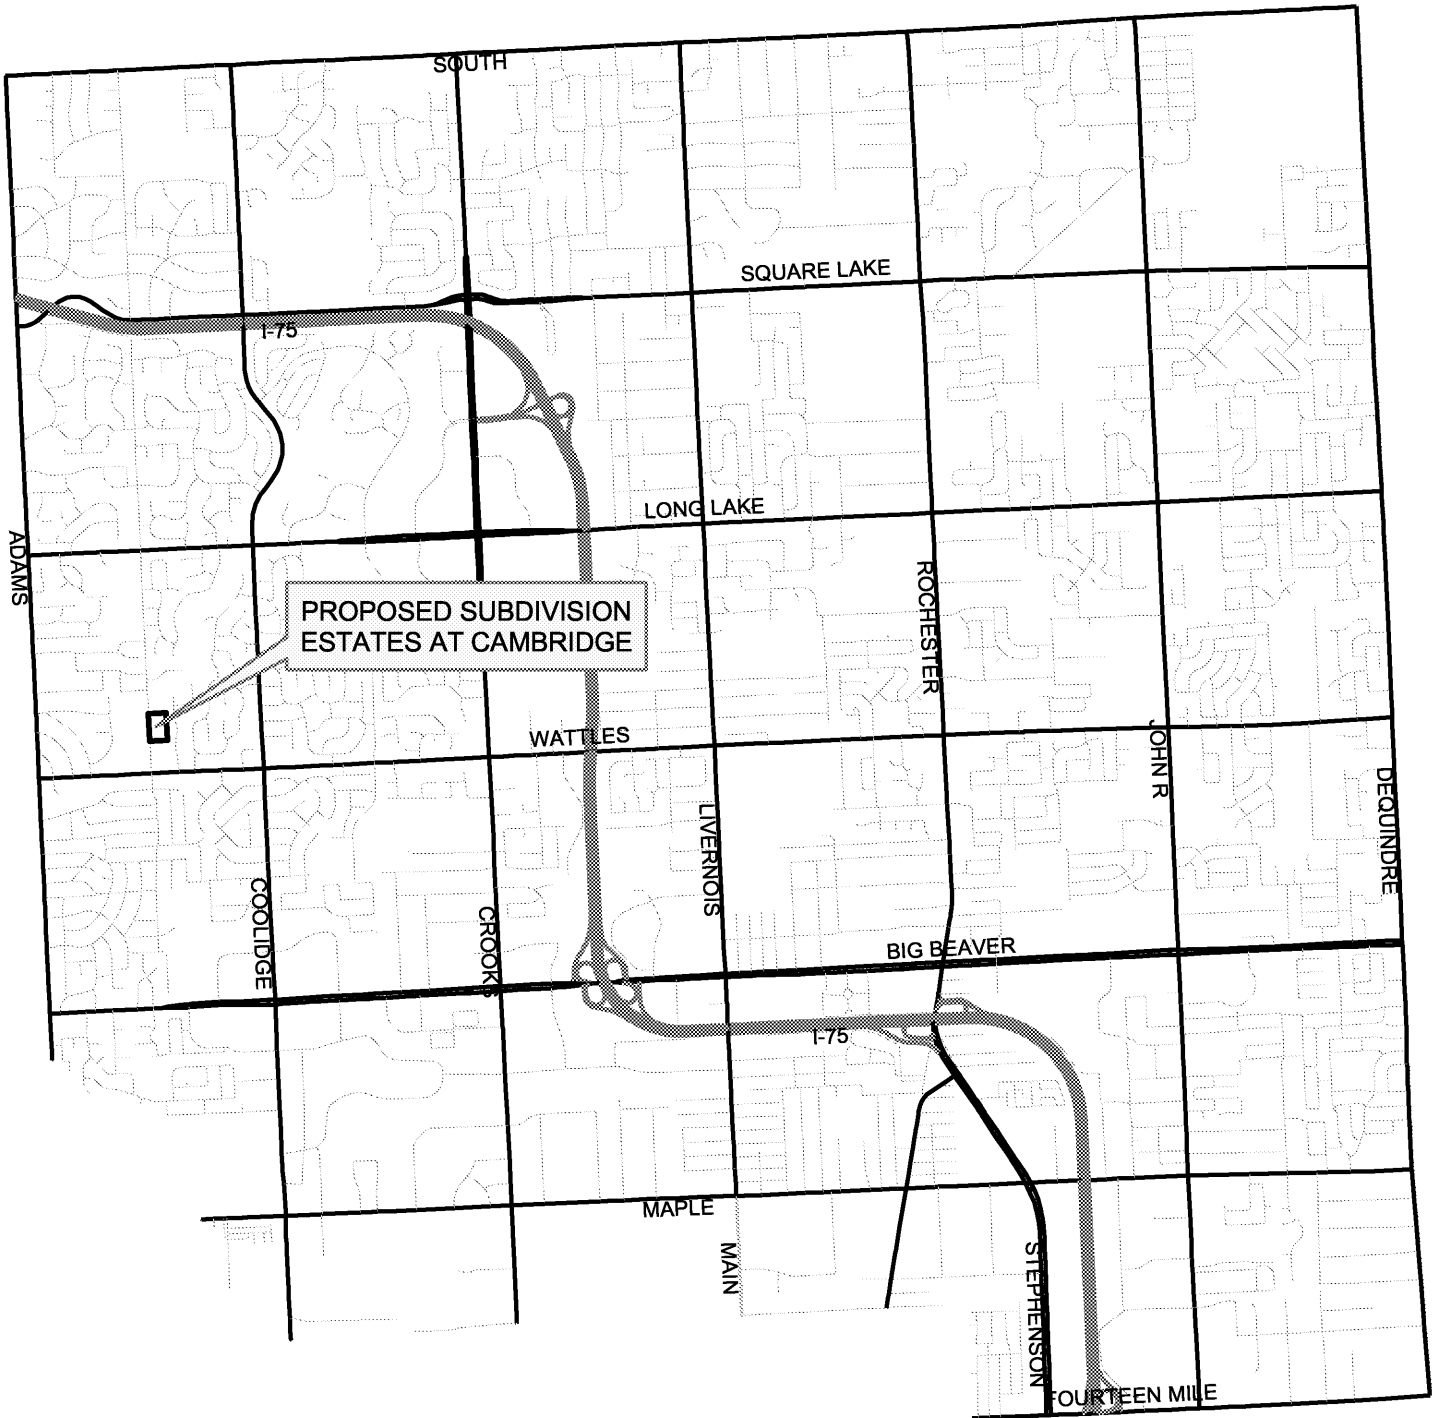 SOUTH
SQUARE LAKE
I-75
LONG LAKE
ADAMS
ROCHESTER
PROPOSED SUBDIVISION
ESTATES AT CAMBRIDGE
WATTLES
JOHN R
DEQUINDRE
LIVERNOIS
COOLIDGE
CROOKS
BIG BEAVER
I-75
MAPLE
MAIN
STEPHENSON
FOURTEEN MILE